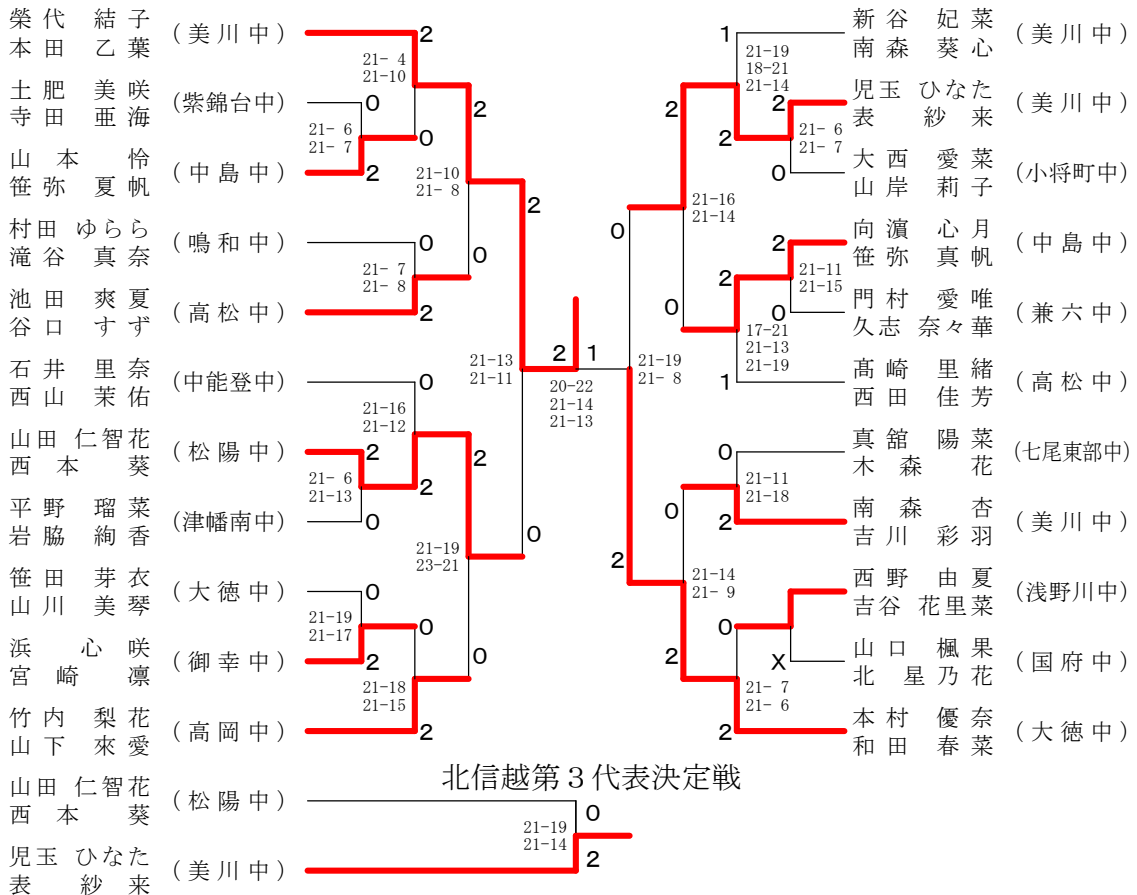 榮代 結子
本田 乙葉
(美川中)
2
21- 4
21-10
土肥 美咲
寺田 亜海
(紫錦台中)
0
21- 6
21- 7
0
2
山本 怜
笹弥 夏帆
(中島中)
2
21-10
21- 8
2
村田 ゆらら
滝谷 真奈
(鳴和中)
0
21- 7
21- 8
0
池田 爽夏
谷口 すず
(高松中)
2
21-13
21-11
石井 里奈
西山 茉佑
(中能登中)
0
21-16
21-12
山田 仁智花
西本 葵
(松陽中)
2
21- 6
21-13
2
2
平野 瑠菜
岩脇 絢香
(津幡南中)
0
21-19
23-21
0
笹田 芽衣
山川 美琴
(大徳中)
0
21-19
21-17
0
浜 心咲
宮崎 凛
(御幸中)
2
0
21-18
21-15
竹内 梨花
山下 來愛
(高岡中)
2
2
1
20-22
21-14
21-13
新谷 妃菜
南森 葵心
(美川中)
1
21-19
18-21
21-14
児玉 ひなた
表 紗来
(美川中)
2
2
2
21- 6
21- 7
大西 愛菜
山岸 莉子
(小将町中)
0
21-16
21-14
0
向濵 心月
笹弥 真帆
(中島中)
2
21-11
21-15
2
0
門村 愛唯
久志 奈々華
(兼六中)
0
17-21
21-13
21-19
髙崎 里緒
西田 佳芳
(高松中)
1
21-19
21- 8
真舘 陽菜
木森 花
(七尾東部中)
0
21-11
21-18
0
南森 杏
吉川 彩羽
(美川中)
2
2
21-14
21- 9
西野 由夏
吉谷 花里菜
(浅野川中)
0
山口 楓果
北 星乃花
(国府中)
X
2
21- 7
21- 6
本村 優奈
和田 春菜
(大徳中)
2
北信越第3代表決定戦
山田 仁智花
西本 葵
(松陽中)
0
21-19
21-14
児玉 ひなた
表 紗来
(美川中)
2